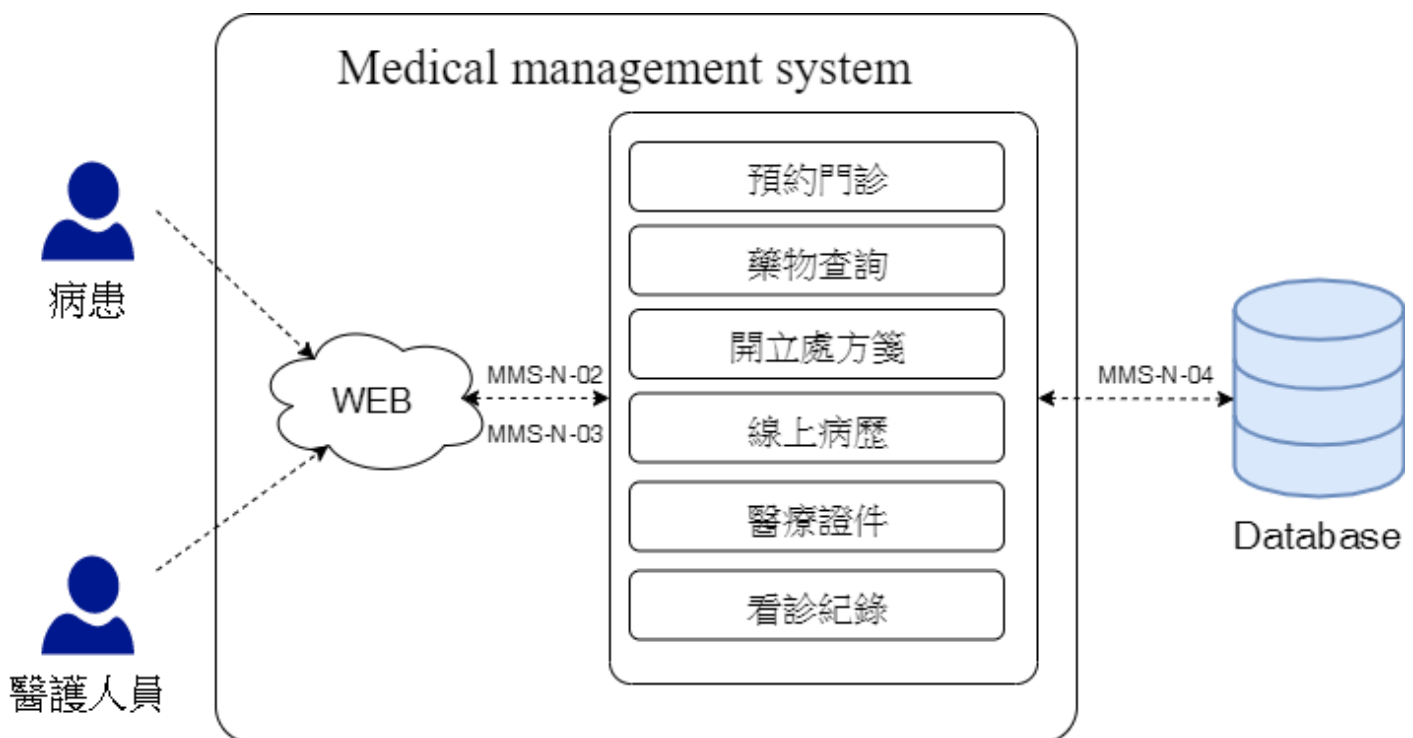 Medical management system
病患
醫護人員
WEB
MMS-N-02
MMS-N-03
預約門診
藥物查詢
開立處方箋
線上病歷
醫療證件
看診紀錄
MMS-N-04
Database